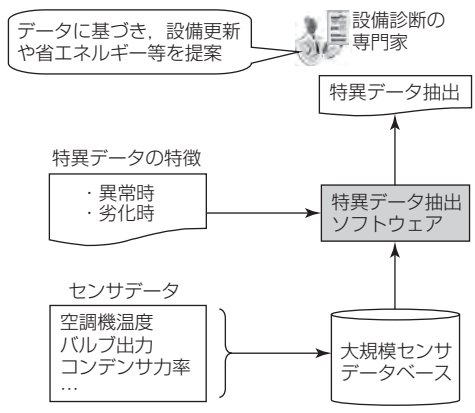 データに基づき，設備更新
や省エネルギー等を提案
設備診断の
専門家
特異データ抽出
特異データの特徴
・異常時
・劣化時
特異データ抽出
ソフトウェア
センサデータ
空調機温度
バルブ出力
コンデンサ力率
…
大規模センサ
データベース